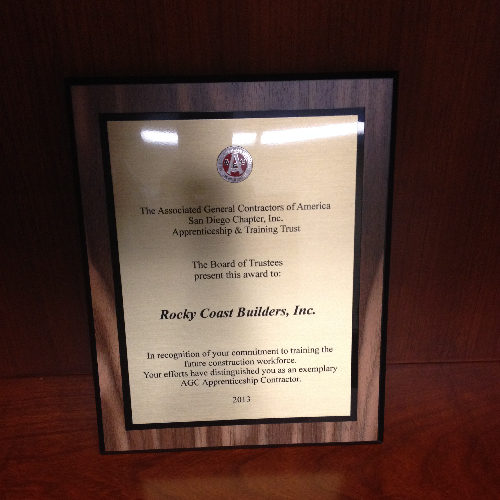 The Associated General Contractors of America
San Diego Chapter, Inc.
Apprenticeship & Training Trust
The Board of Trustees
present this award to:
Rocky Coast Builders, Inc.
In recognition of your commitment to training the
future construction workforce.
Your efforts have distinguished you as an exemplary
AGC Apprenticeship Contractor.
2013